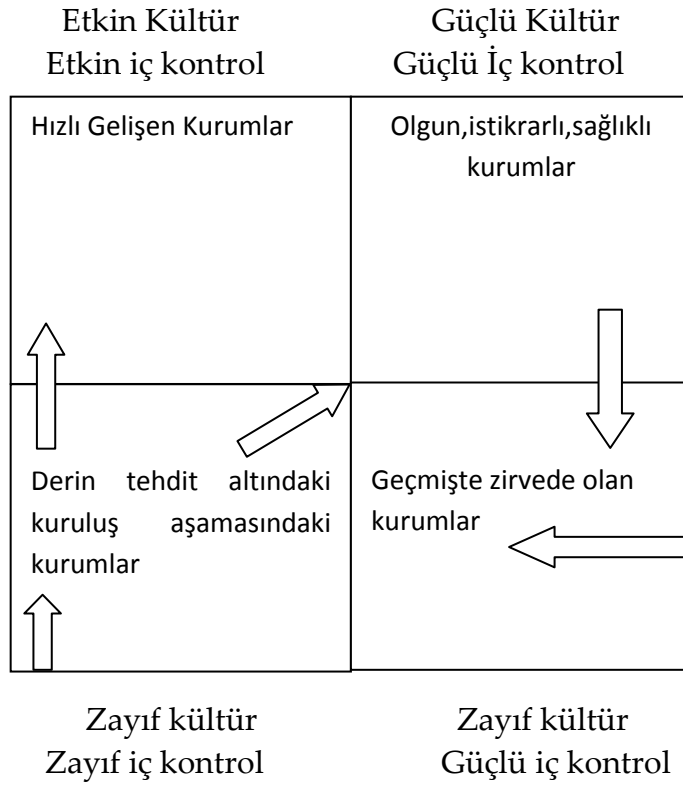 Etkin Kültür
Etkin iç kontrol
Güçlü Kültür
Güçlü İç kontrol
Hızlı Gelişen Kurumlar
Olgun,istikrarlı,sağlıklı
kurumlar
Derin tehdit altındaki
kuruluş aşamasındaki
kurumlar
Geçmişte zirvede olan
kurumlar
Zayıf kültür
Zayıf iç kontrol
Zayıf kültür
Güçlü iç kontrol